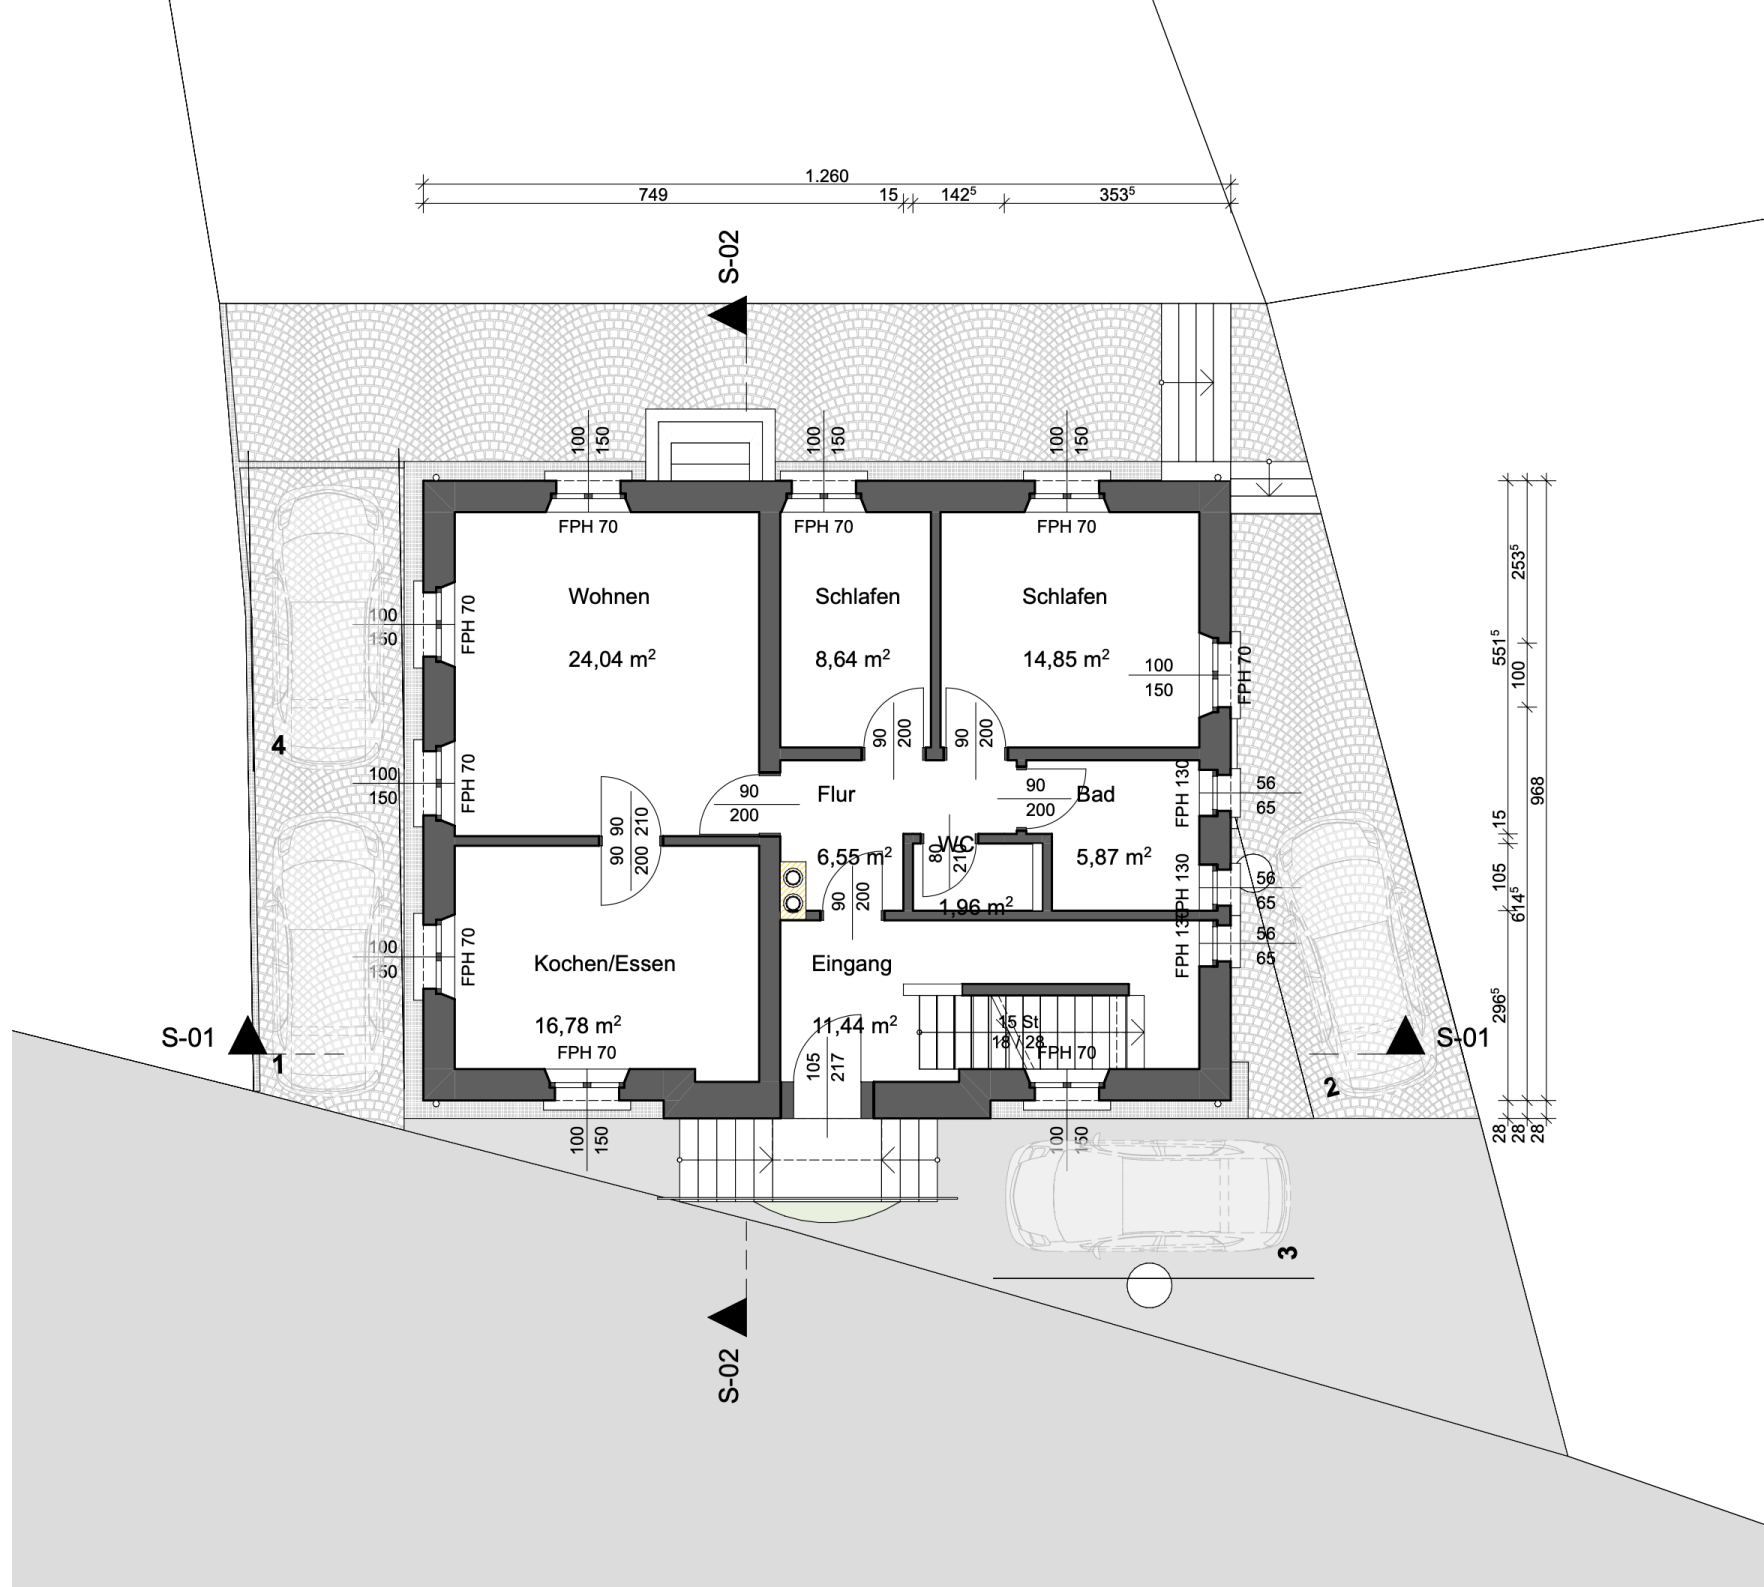 1.260
749 15 142⁵ 353⁵
S-02
100
150
100
150
100
150
FPH 70
FPH 70
FPH 70
Wohnen
24,04 m²
Schlafen
8,64 m²
Schlafen
14,85 m²
100
150
FPH 70
100
150
FPH 70
100
150
FPH 70
4
90
200
90
200
253⁵
551⁵
100
968
90
200
Flur
6,55 m²
90
200
Bad
5,87 m²
FPH 130
56
65
90 90
200 210
WC
80
210
1,96 m²
90
200
FPH 130
56
65
FPH 130
56
65
15
105
614⁵
296⁵
100
150
FPH 70
Kochen/Essen
16,78 m²
FPH 70
Eingang
11,44 m²
15 St
18 / 28
FPH 70
105
217
S-01
1
S-01
2
28
28
28
100
150
100
150
3
S-02